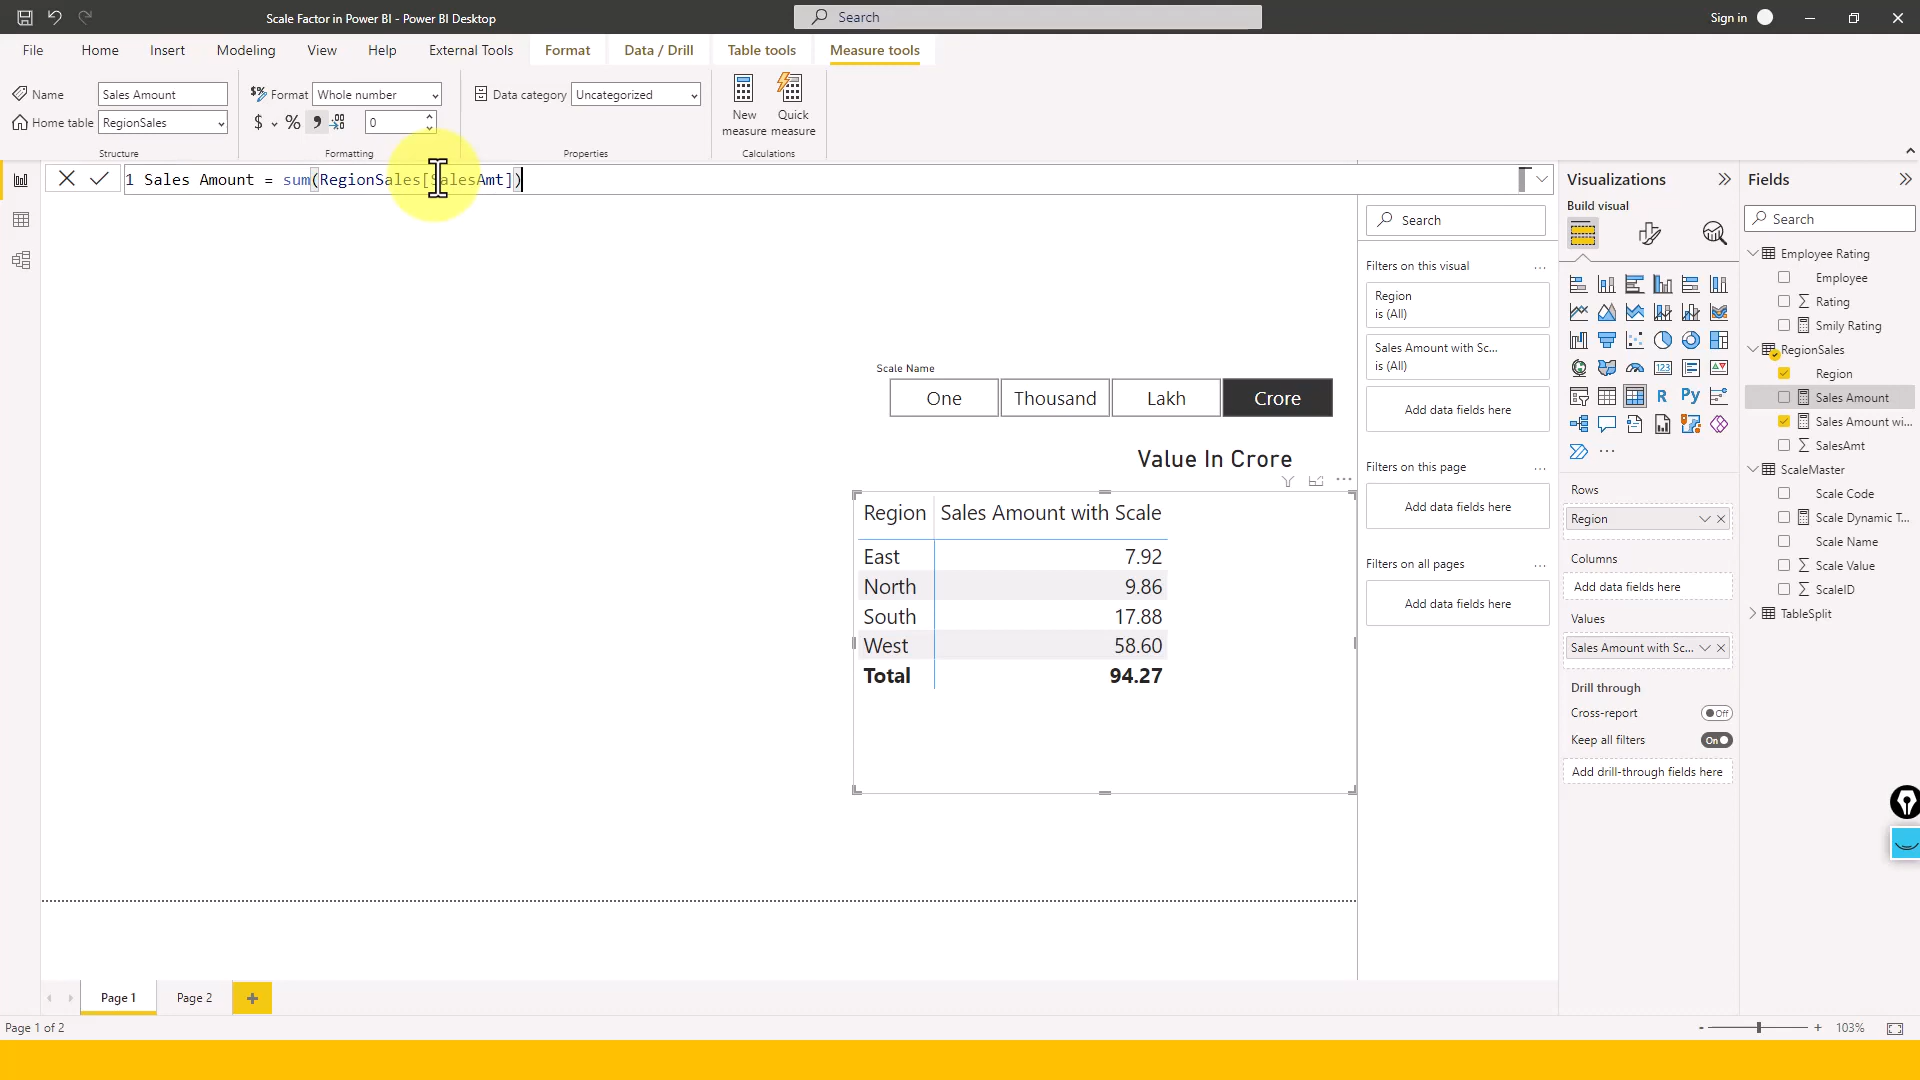 Scale Factor in Power BI - Power BI Desktop
Search
Sign in
File Home Insert Modeling View Help External Tools Format Data / Drill Table tools Measure tools
Name Sales Amount
Home table RegionSales
Structure
$% Format Whole number
$ % 0
Formatting
Data category Uncategorized
Properties
New measure
Quick measure
Calculations
1 Sales Amount = sum(RegionSales[SalesAmt])
Scale Name
One Thousand Lakh Crore
Value In Crore
Region Sales Amount with Scale
East 7.92
North 9.86
South 17.88
West 58.60
Total 94.27
Search
Filters on this visual ...
Region
is (All)
Sales Amount with Sc...
is (All)
Add data fields here
Filters on this page ...
Add data fields here
Filters on all pages ...
Add data fields here
Visualizations
Build visual
123
R Py
...
Rows
Region
Columns
Add data fields here
Values
Sales Amount with Sc...
Drill through
Cross-report Off
Keep all filters On
Add drill-through fields here
Fields
Search
Employee Rating
Employee
Rating
Smily Rating
RegionSales
Region
Sales Amount
Sales Amount wi...
SalesAmt
ScaleMaster
Scale Code
Scale Dynamic T...
Scale Name
Scale Value
ScaleID
TableSplit
Page 1 Page 2 +
Page 1 of 2
- + 103%